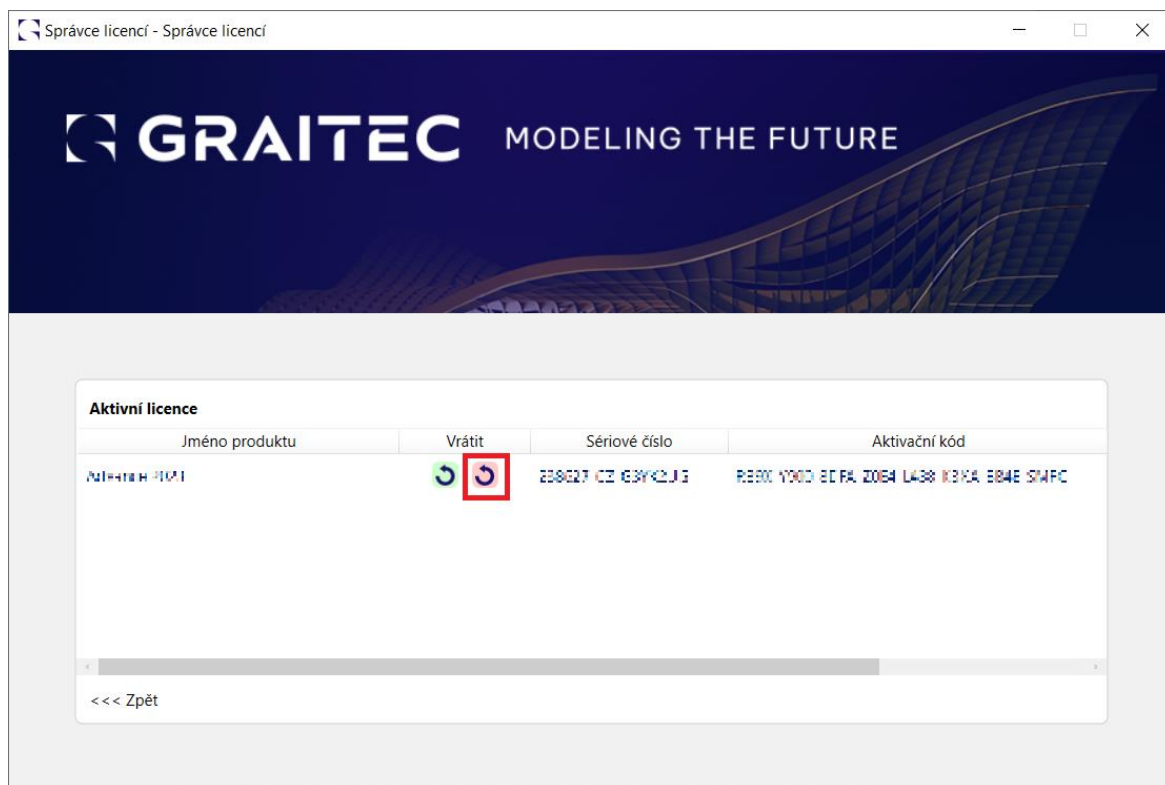 Správce licencí - Správce licencí
GRAITEC MODELING THE FUTURE
Aktivní licence
Jméno produktu Vrátit Sériové číslo Aktivační kód
<<< Zpět